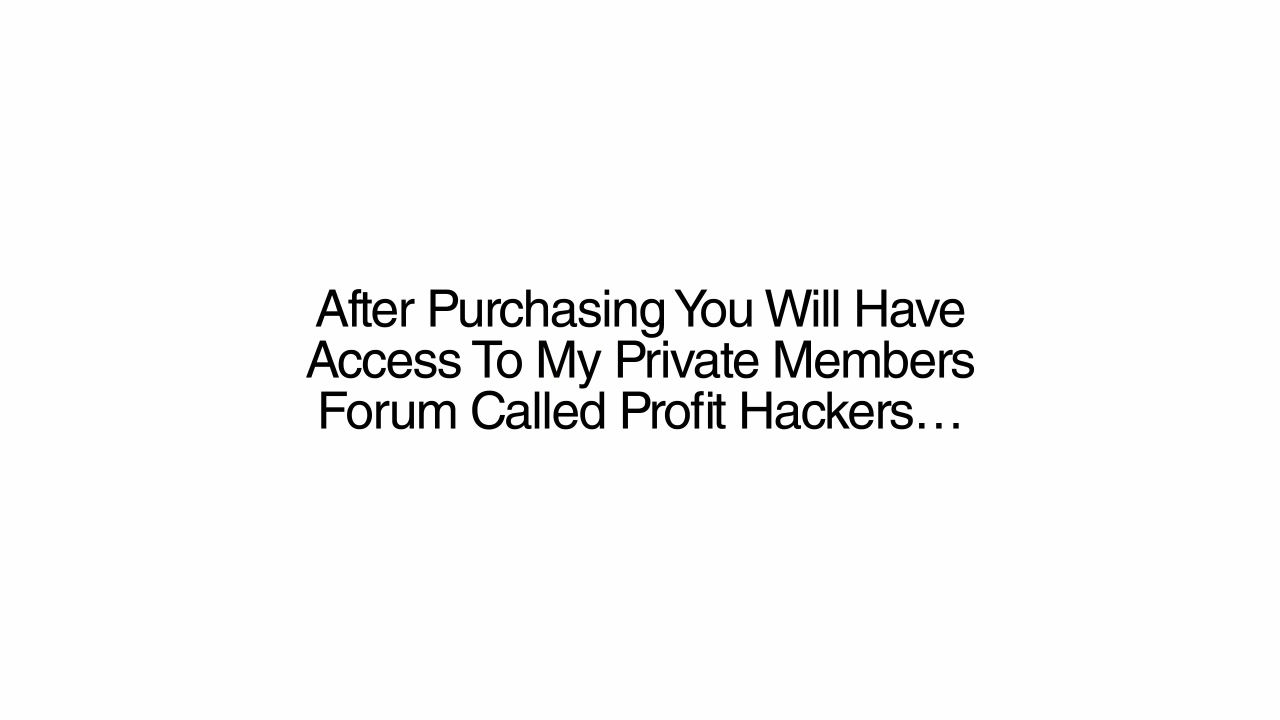 After Purchasing You Will Have
Access To My Private Members
Forum Called Profit Hackers…